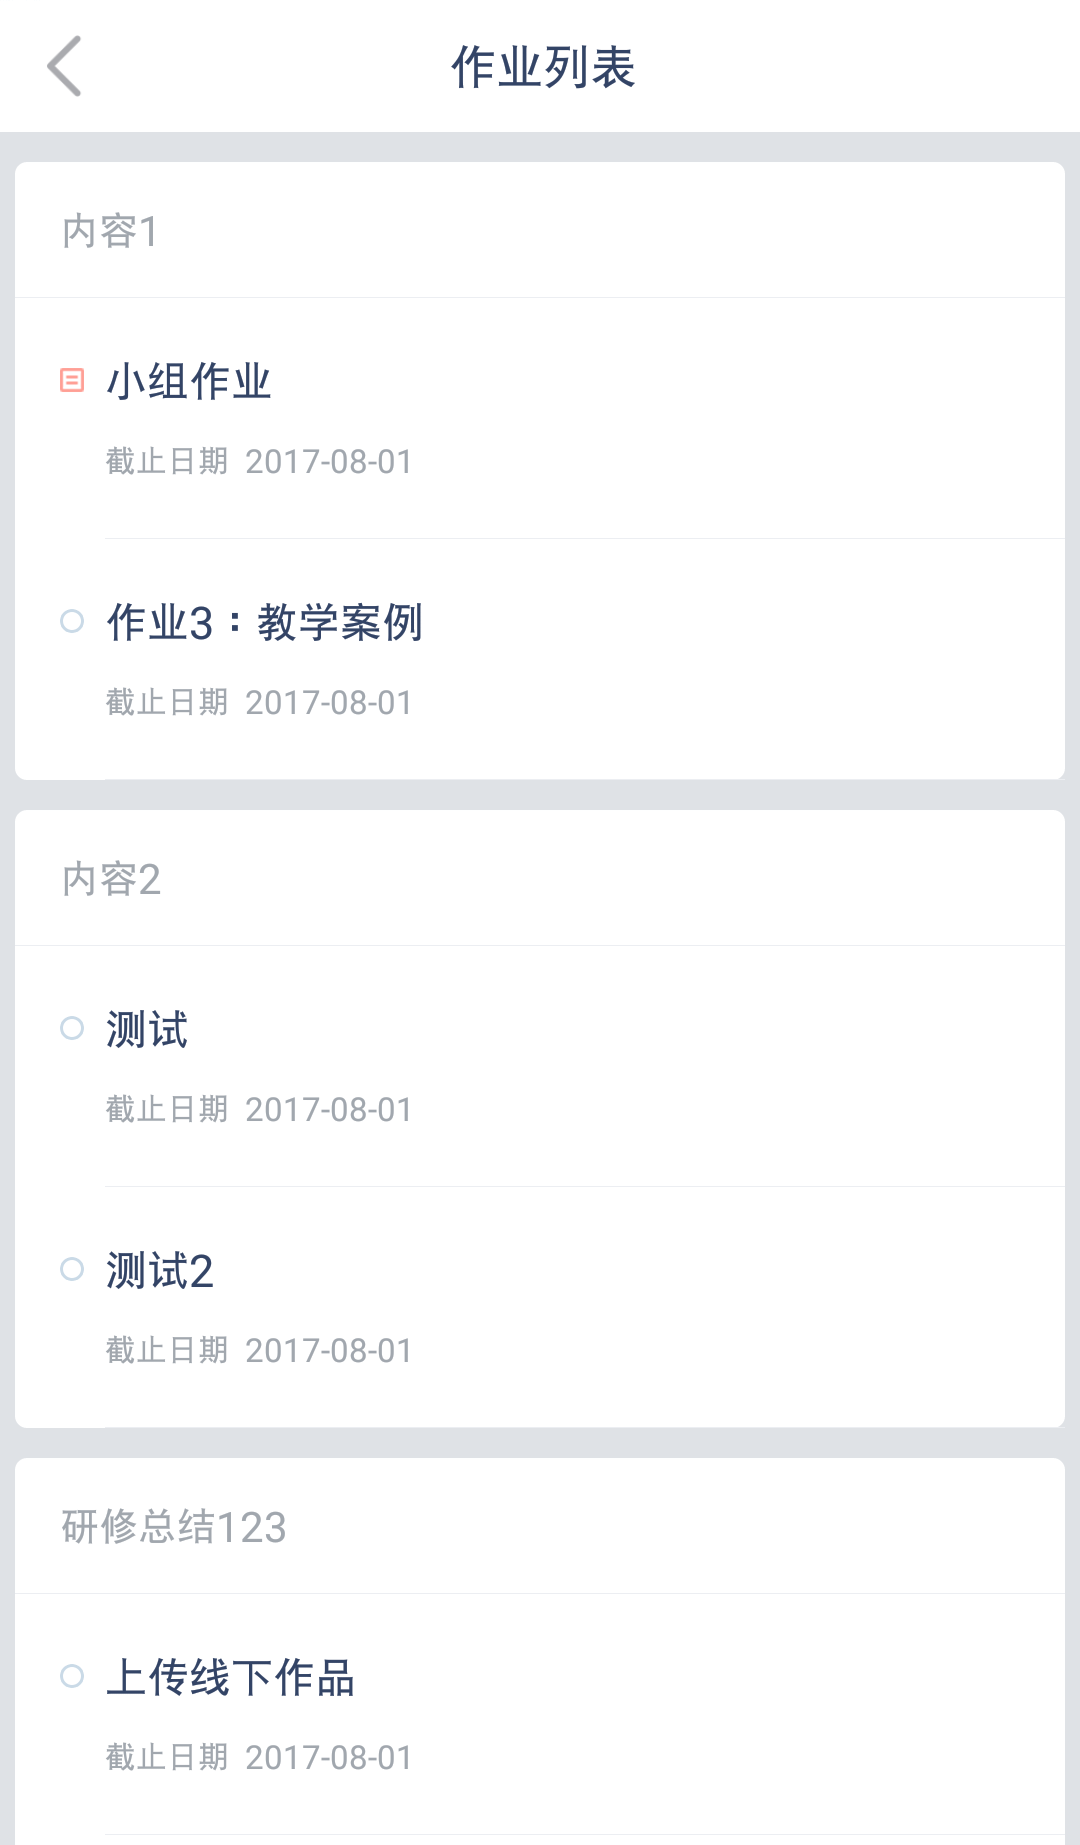 作业列表
内容1
小组作业
截止日期 2017-08-01
作业3：教学案例
截止日期 2017-08-01
内容2
测试
截止日期 2017-08-01
测试2
截止日期 2017-08-01
研修总结123
上传线下作品
截止日期 2017-08-01